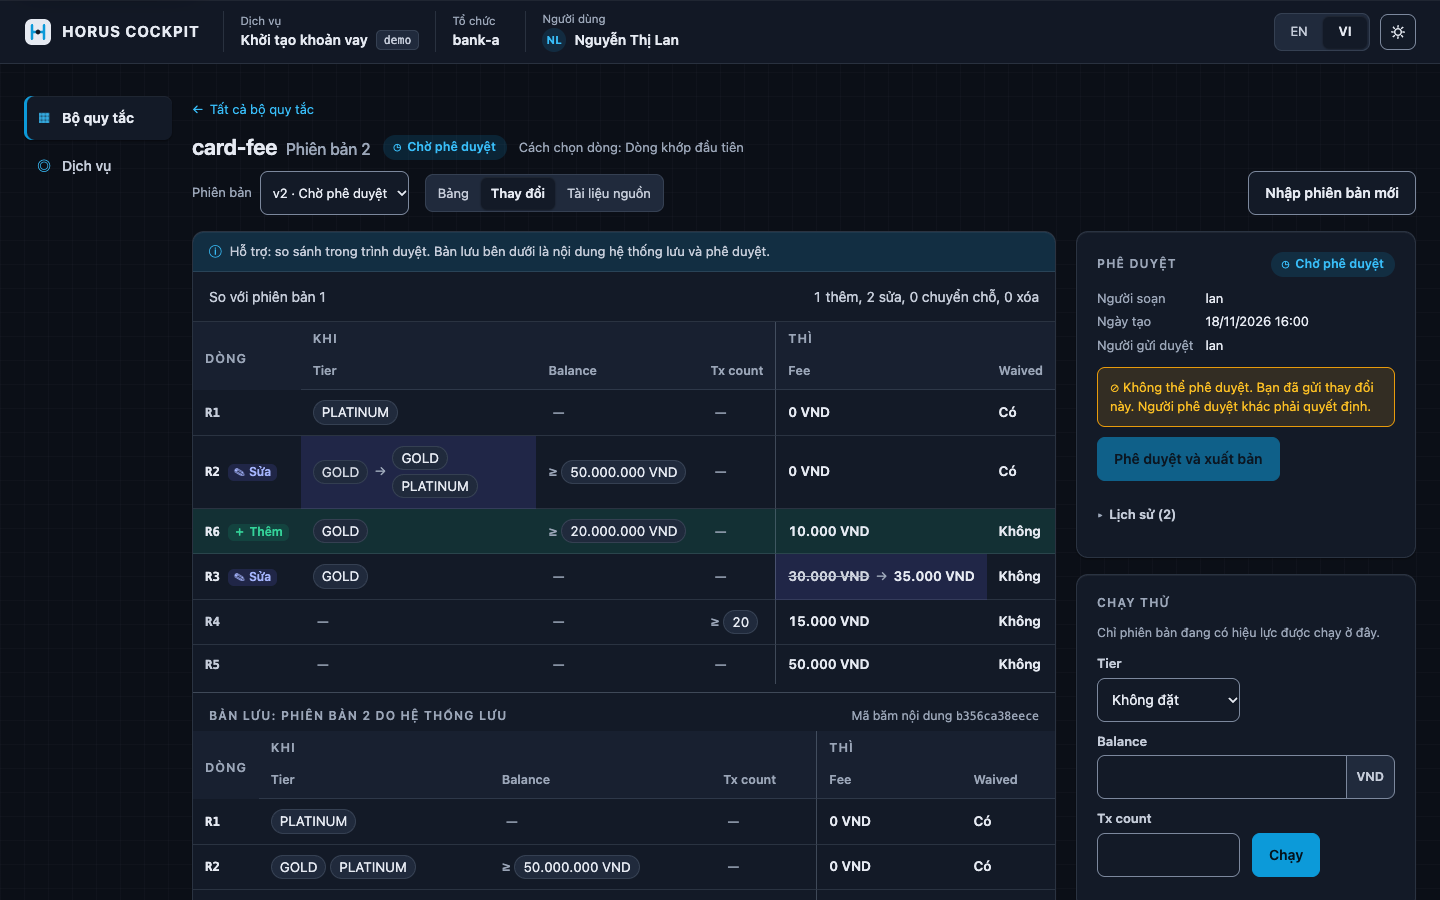 HORUS COCKPIT
Dịch vụ
Khởi tạo khoản vay demo
Tổ chức
bank-a
Người dùng
NL Nguyễn Thị Lan
EN VI
Bộ quy tắc
Dịch vụ
← Tất cả bộ quy tắc
card-fee Phiên bản 2 Chờ phê duyệt Cách chọn dòng: Dòng khớp đầu tiên
Phiên bản v2 · Chờ phê duyệt Bảng Thay đổi Tài liệu nguồn Nhập phiên bản mới
Hỗ trợ: so sánh trong trình duyệt. Bản lưu bên dưới là nội dung hệ thống lưu và phê duyệt.
So với phiên bản 1 1 thêm, 2 sửa, 0 chuyển chỗ, 0 xóa
DÒNG KHI THÌ
Tier Balance Tx count Fee Waived
R1 PLATINUM — — 0 VND Có
R2 ✎ Sửa GOLD → GOLD PLATINUM ≥ 50.000.000 VND — 0 VND Có
R6 + Thêm GOLD ≥ 20.000.000 VND — 10.000 VND Không
R3 ✎ Sửa GOLD — — 30.000 VND → 35.000 VND Không
R4 — — ≥ 20 15.000 VND Không
R5 — — — 50.000 VND Không
BẢN LƯU: PHIÊN BẢN 2 DO HỆ THỐNG LƯU Mã băm nội dung b356ca38eece
DÒNG KHI THÌ
Tier Balance Tx count Fee Waived
R1 PLATINUM — — 0 VND Có
R2 GOLD PLATINUM ≥ 50.000.000 VND — 0 VND Có
PHÊ DUYỆT Chờ phê duyệt
Người soạn lan
Ngày tạo 18/11/2026 16:00
Người gửi duyệt lan
⊘ Không thể phê duyệt. Bạn đã gửi thay đổi
này. Người phê duyệt khác phải quyết định.
Phê duyệt và xuất bản
▸ Lịch sử (2)
CHẠY THỬ
Chỉ phiên bản đang có hiệu lực được chạy ở đây.
Tier
Không đặt
Balance
VND
Tx count
Chạy